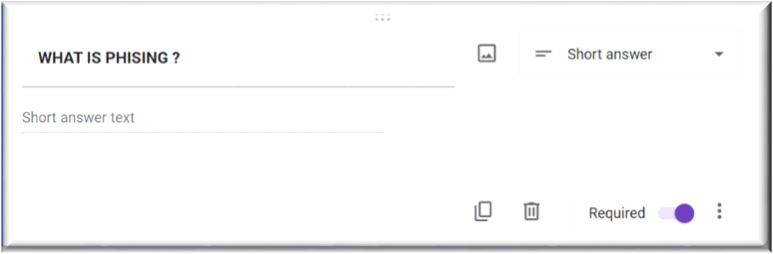 WHAT IS PHISING ?
Short answer
Short answer text
Required